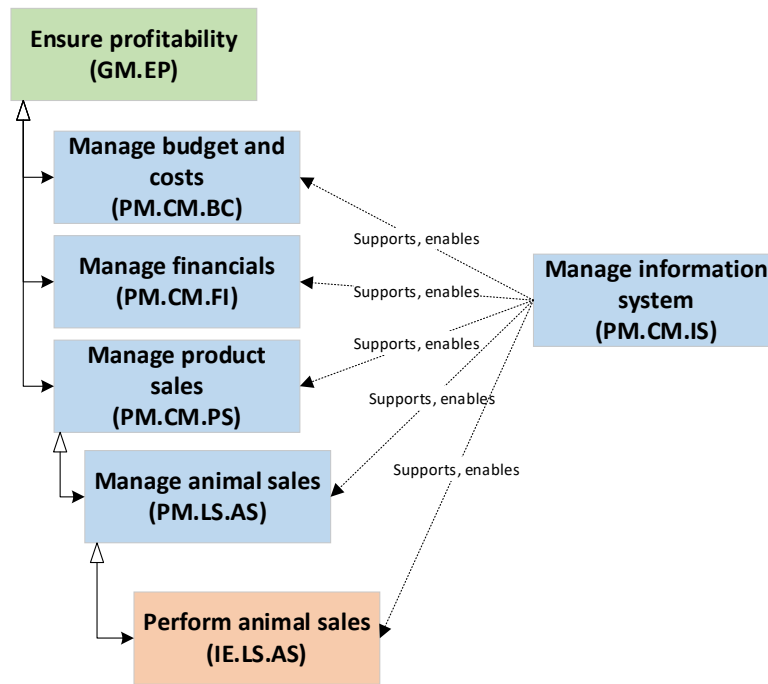 Ensure profitability
(GM.EP)
Manage budget and
costs
(PM.CM.BC)
Supports, enables
Manage financials
(PM.CM.FI)
Supports, enables
Manage information
system
(PM.CM.IS)
Manage product
sales
(PM.CM.PS)
Supports, enables
Supports, enables
Manage animal sales
(PM.LS.AS)
Supports, enables
Perform animal sales
(IE.LS.AS)